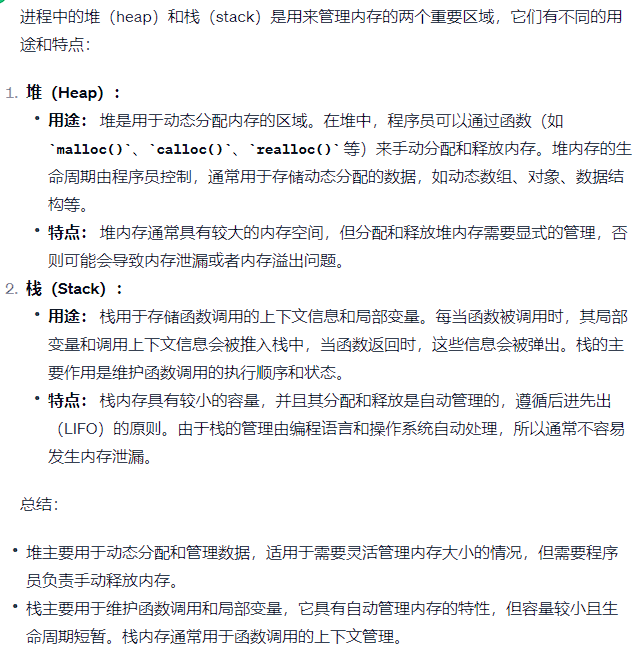 进程中的堆（heap）和栈（stack）是用来管理内存的两个重要区域，它们有不同的用
途和特点：
1. 堆（Heap）：
• 用途： 堆是用于动态分配内存的区域。在堆中，程序员可以通过函数（如
`malloc()`、`calloc()`、`realloc()` 等）来手动分配和释放内存。堆内存的生
命周期由程序员控制，通常用于存储动态分配的数据，如动态数组、对象、数据结
构等。
• 特点： 堆内存通常具有较大的内存空间，但分配和释放堆内存需要显式的管理，否
则可能会导致内存泄漏或者内存溢出问题。
2. 栈（Stack）：
• 用途： 栈用于存储函数调用的上下文信息和局部变量。每当函数被调用时，其局部
变量和调用上下文信息会被推入栈中，当函数返回时，这些信息会被弹出。栈的主
要作用是维护函数调用的执行顺序和状态。
• 特点： 栈内存具有较小的容量，并且其分配和释放是自动管理的，遵循后进先出
（LIFO）的原则。由于栈的管理由编程语言和操作系统自动处理，所以通常不容易
发生内存泄漏。
总结：
• 堆主要用于动态分配和管理数据，适用于需要灵活管理内存大小的情况，但需要程序
员负责手动释放内存。
• 栈主要用于维护函数调用和局部变量，它具有自动管理内存的特性，但容量较小且生
命周期短暂。栈内存通常用于函数调用的上下文管理。